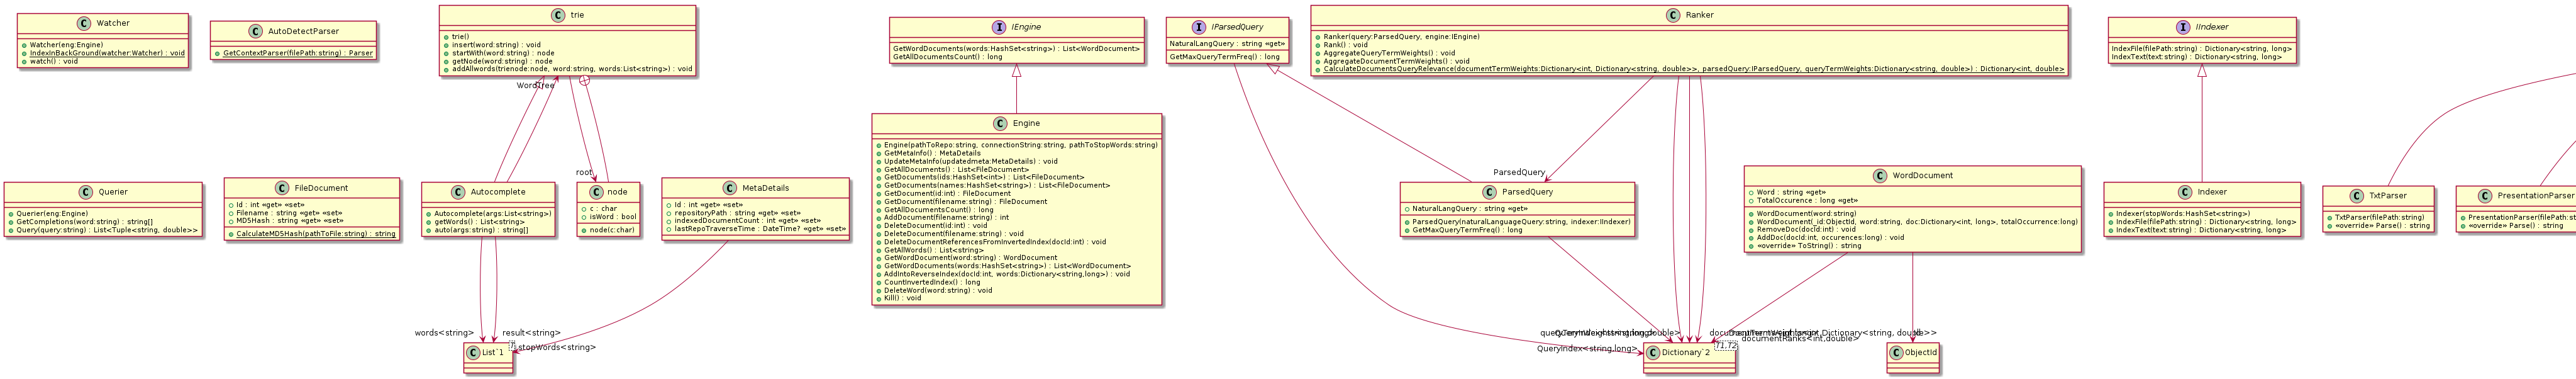 Watcher
Watcher(eng:Engine)
IndexInBackGround(watcher:Watcher) : void
watch() : void
AutoDetectParser
GetContextParser(filePath:string) : Parser
trie
trie()
insert(word:string) : void
startWith(word:string) : node
getNode(word:string) : node
addAllwords(trienode:node, word:string, words:List<string>) : void
IEngine
GetWordDocuments(words:HashSet<string>) : List<WordDocument>
GetAllDocumentsCount() : long
IParsedQuery
NaturalLangQuery : string «get»
GetMaxQueryTermFreq() : long
Ranker
Ranker(query:ParsedQuery, engine:IEngine)
Rank() : void
AggregateQueryTermWeights() : void
AggregateDocumentTermWeights() : void
CalculateDocumentsQueryRelevance(documentTermWeights:Dictionary<int, Dictionary<string, double>>, parsedQuery:IParsedQuery, queryTermWeights:Dictionary<string, double>) : Dictionary<int, double>
IIndexer
IndexFile(filePath:string) : Dictionary<string, long>
IndexText(text:string) : Dictionary<string, long>
WordTree
Querier
Querier(eng:Engine)
GetCompletions(word:string) : string[]
Query(query:string) : List<Tuple<string, double>>
FileDocument
Id : int «get» «set»
Filename : string «get» «set»
MD5Hash : string «get» «set»
CalculateMD5Hash(pathToFile:string) : string
Autocomplete
Autocomplete(args:List<string>)
getWords() : List<string>
auto(args:string) : string[]
root
node
c : char
isWord : bool
node(c:char)
MetaDetails
Id : int «get» «set»
repositoryPath : string «get» «set»
indexedDocumentCount : int «get» «set»
lastRepoTraverseTime : DateTime? «get» «set»
Engine
Engine(pathToRepo:string, connectionString:string, pathToStopWords:string)
GetMetaInfo() : MetaDetails
UpdateMetaInfo(updatedmeta:MetaDetails) : void
GetAllDocuments() : List<FileDocument>
GetDocuments(ids:HashSet<int>) : List<FileDocument>
GetDocuments(names:HashSet<string>) : List<FileDocument>
GetDocument(id:int) : FileDocument
GetDocument(filename:string) : FileDocument
GetAllDocumentsCount() : long
AddDocument(filename:string) : int
DeleteDocument(id:int) : void
DeleteDocument(filename:string) : void
DeleteDocumentReferencesFromInvertedIndex(docId:int) : void
GetAllWords() : List<string>
GetWordDocument(word:string) : WordDocument
GetWordDocuments(words:HashSet<string>) : List<WordDocument>
AddIntoReverseIndex(docId:int, words:Dictionary<string,long>) : void
CountInvertedIndex() : long
DeleteWord(word:string) : void
Kill() : void
ParsedQuery
ParsedQuery
NaturalLangQuery : string «get»
ParsedQuery(naturalLanguageQuery:string, indexer:IIndexer)
GetMaxQueryTermFreq() : long
WordDocument
Word : string «get»
TotalOccurence : long «get»
WordDocument(word:string)
WordDocument(_id:ObjectId, word:string, doc:Dictionary<int, long>, totalOccurence:long)
RemoveDoc(docId:int) : void
AddDoc(docId:int, occurences:long) : void
«override» ToString() : string
Indexer
Indexer(stopWords:HashSet<string>)
IndexFile(filePath:string) : Dictionary<string, long>
IndexText(text:string) : Dictionary<string, long>
TxtParser
TxtParser(filePath:string)
«override» Parse() : string
PresentationParser
PresentationParser(filePath:st
«override» Parse() : string
words<string>
result<string>
stopWords<string>
List`1
QueryIndex<string,long>
documentRanks<int,double>
Dictionary`2
ObjectId